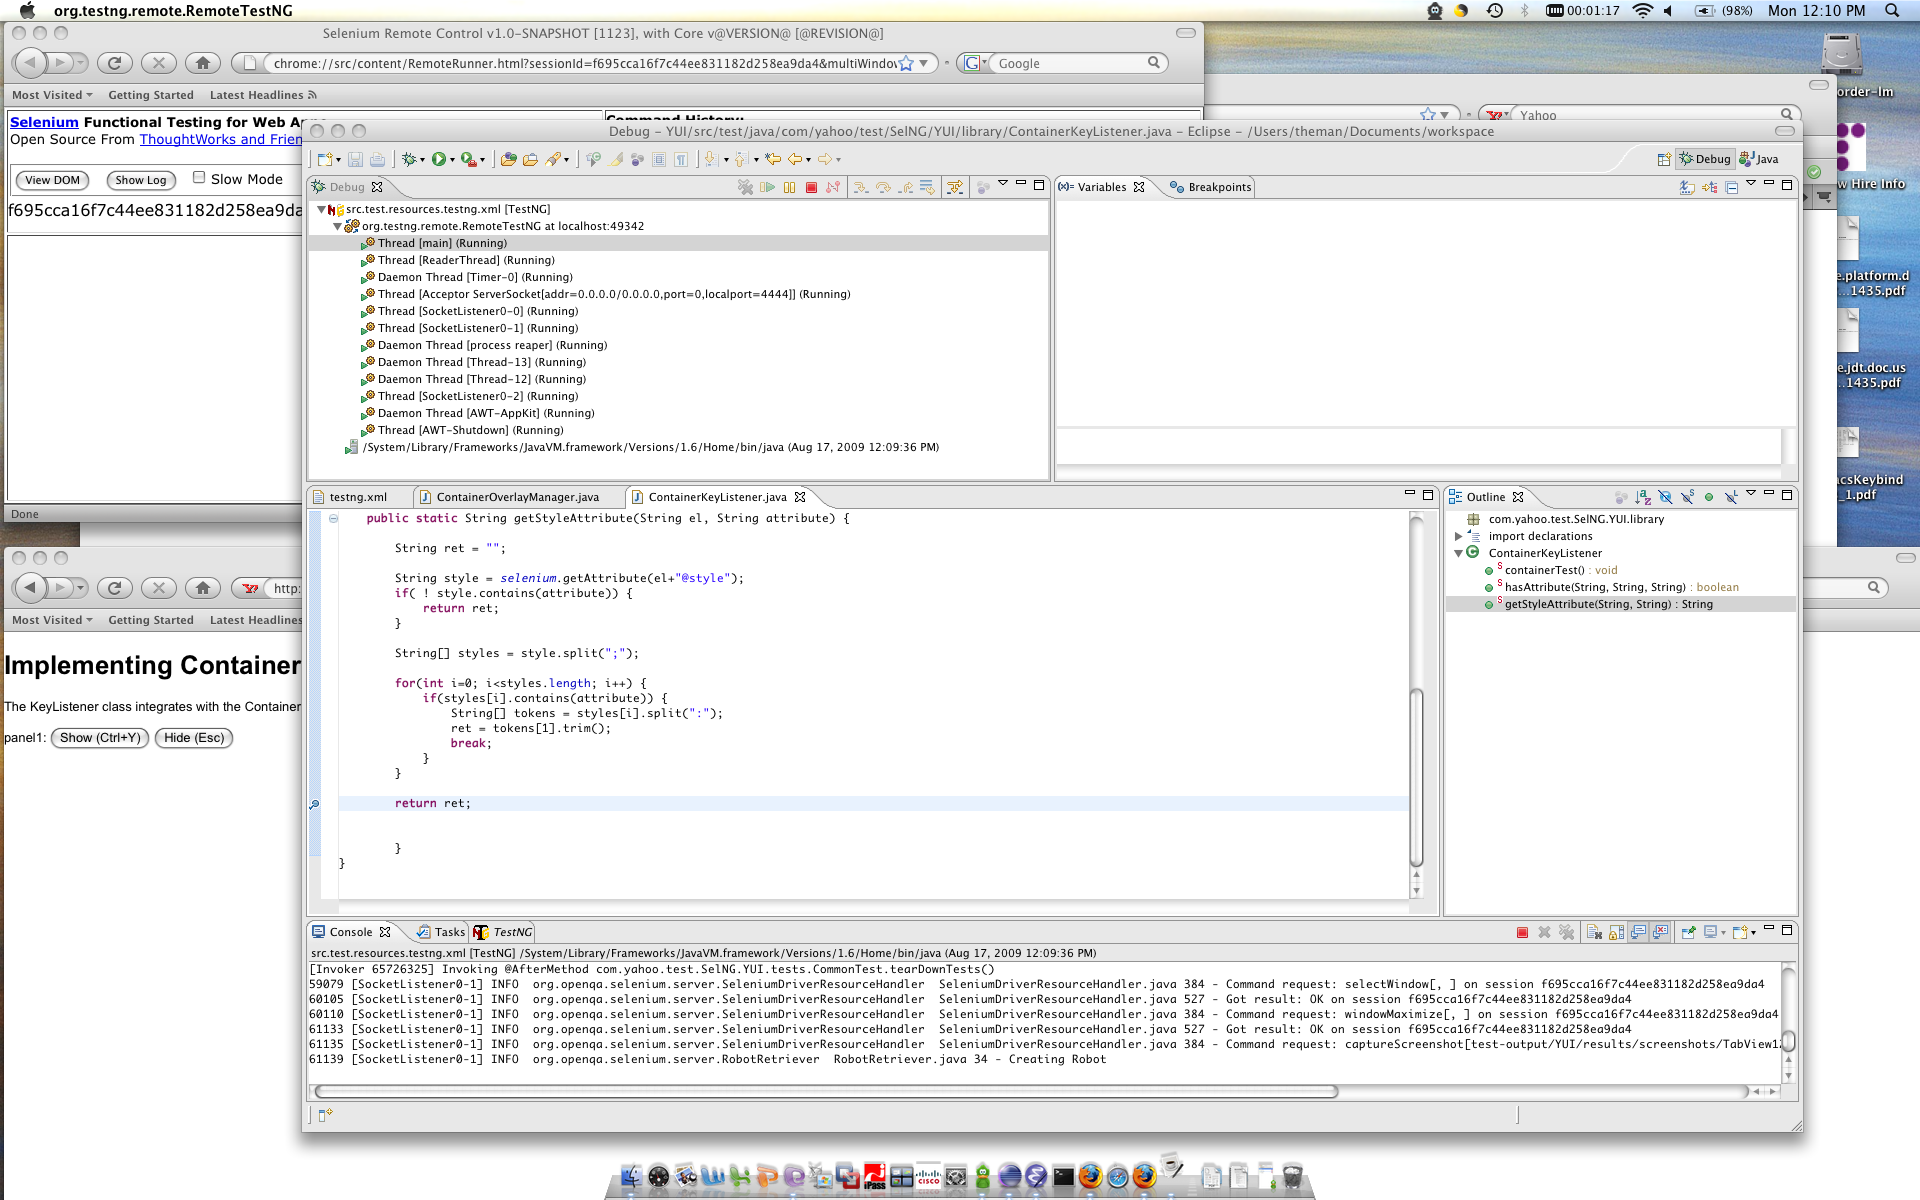 org.testng.remote.RemoteTestNG
00:01:17
(98%)
Mon 12:10 PM
Selenium Remote Control v1.0-SNAPSHOT [1123], with Core v@VERSION@ [@REVISION@]
chrome://src/content/RemoteRunner.html?sessionId=f695cca16f7c44ee831182d258ea9da4&multiWindow
Google
Most Visited
Getting Started
Latest Headlines
Selenium Functional Testing for Web Apps
Command History:
Open Source From ThoughtWorks and Frien
View DOM
Show Log
Slow Mode
f695cca16f7c44ee831182d258ea9da
Done
Yahoo
order-lm
w Hire Info
e.platform.d
...1435.pdf
e.jdt.doc.us
...1435.pdf
acsKeybind
_1.pdf
Debug - YUI/src/test/java/com/yahoo/test/SelNG/YUI/library/ContainerKeyListener.java - Eclipse - /Users/theman/Documents/workspace
Debug
Java
Debug
src.test.resources.testng.xml [TestNG]
org.testng.remote.RemoteTestNG at localhost:49342
Thread [main] (Running)
Thread [ReaderThread] (Running)
Daemon Thread [Timer-0] (Running)
Thread [Acceptor ServerSocket[addr=0.0.0.0/0.0.0.0,port=0,localport=4444]] (Running)
Thread [SocketListener0-0] (Running)
Thread [SocketListener0-1] (Running)
Daemon Thread [process reaper] (Running)
Daemon Thread [Thread-13] (Running)
Daemon Thread [Thread-12] (Running)
Thread [SocketListener0-2] (Running)
Daemon Thread [AWT-AppKit] (Running)
Thread [AWT-Shutdown] (Running)
/System/Library/Frameworks/JavaVM.framework/Versions/1.6/Home/bin/java (Aug 17, 2009 12:09:36 PM)
(x)= Variables
Breakpoints
testng.xml
ContainerOverlayManager.java
ContainerKeyListener.java
public static String getStyleAttribute(String el, String attribute) {
String ret = "";
String style = selenium.getAttribute(el+"@style");
if( ! style.contains(attribute)) {
return ret;
}
String[] styles = style.split(";");
for(int i=0; i<styles.length; i++) {
if(styles[i].contains(attribute)) {
String[] tokens = styles[i].split(":");
ret = tokens[1].trim();
break;
}
}
return ret;
}
}
Outline
com.yahoo.test.SelNG.YUI.library
import declarations
ContainerKeyListener
containerTest() : void
hasAttribute(String, String, String) : boolean
getStyleAttribute(String, String) : String
Console
Tasks
TestNG
src.test.resources.testng.xml [TestNG] /System/Library/Frameworks/JavaVM.framework/Versions/1.6/Home/bin/java (Aug 17, 2009 12:09:36 PM)
[Invoker 65726325] Invoking @AfterMethod com.yahoo.test.SelNG.YUI.tests.CommonTest.tearDownTests()
59079 [SocketListener0-1] INFO org.openqa.selenium.server.SeleniumDriverResourceHandler SeleniumDriverResourceHandler.java 384 - Command request: selectWindow[, ] on session f695cca16f7c44ee831182d258ea9da4
60105 [SocketListener0-1] INFO org.openqa.selenium.server.SeleniumDriverResourceHandler SeleniumDriverResourceHandler.java 527 - Got result: OK on session f695cca16f7c44ee831182d258ea9da4
60110 [SocketListener0-1] INFO org.openqa.selenium.server.SeleniumDriverResourceHandler SeleniumDriverResourceHandler.java 384 - Command request: windowMaximize[, ] on session f695cca16f7c44ee831182d258ea9da4
61133 [SocketListener0-1] INFO org.openqa.selenium.server.SeleniumDriverResourceHandler SeleniumDriverResourceHandler.java 527 - Got result: OK on session f695cca16f7c44ee831182d258ea9da4
61135 [SocketListener0-1] INFO org.openqa.selenium.server.SeleniumDriverResourceHandler SeleniumDriverResourceHandler.java 384 - Command request: captureScreenshot[test-output/YUI/results/screenshots/TabView12
61139 [SocketListener0-1] INFO org.openqa.selenium.server.RobotRetriever RobotRetriever.java 34 - Creating Robot
http:
Most Visited
Getting Started
Latest Headlines
Implementing Container
The KeyListener class integrates with the Container
panel1:
Show (Ctrl+Y)
Hide (Esc)
iPass
CISCO